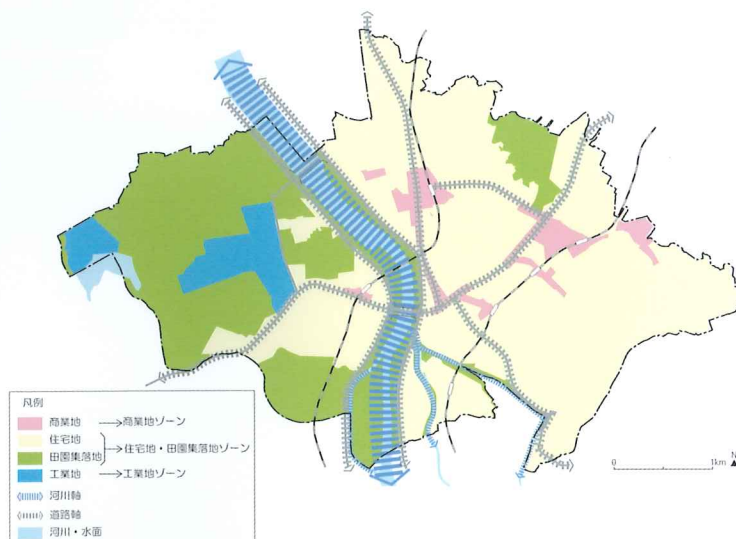 凡例
商業地 →商業地ゾーン
住宅地
田園集落地 →住宅地・田園集落地ゾーン
工業地 →工業地ゾーン
河川軸
道路軸
河川・水面
0 1km
N